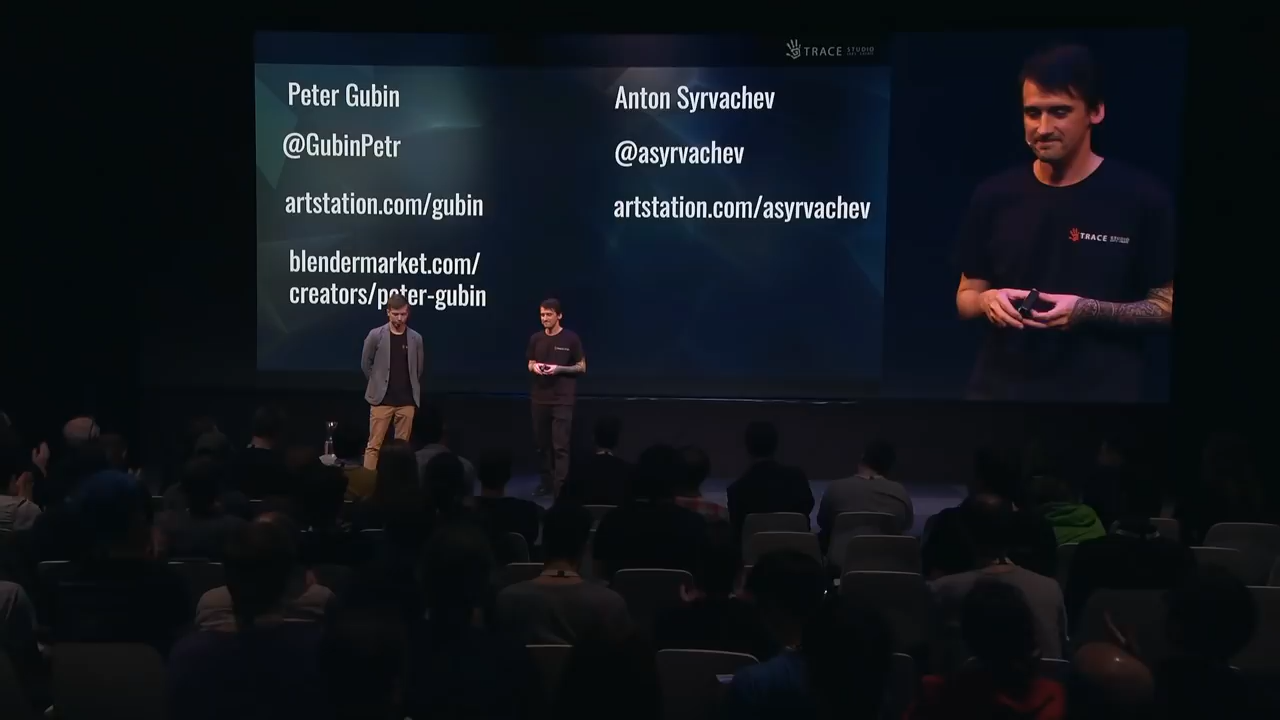 TRACE STUDIO
Peter Gubin
@GubinPetr
artstation.com/gubin
blendermarket.com/
creators/peter-gubin
Anton Syrvachev
@asyrvachev
artstation.com/asyrvachev
TRACE STUDIO